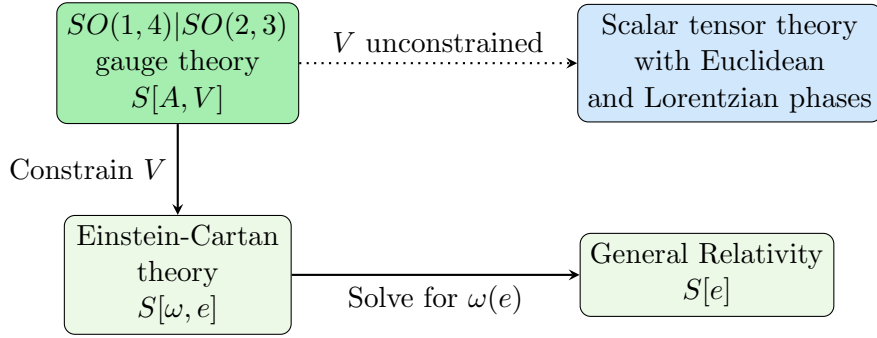 SO(1,4)|SO(2,3)
gauge theory
S[A,V]
V unconstrained
Scalar tensor theory
with Euclidean
and Lorentzian phases
Constrain V
Einstein-Cartan
theory
S[ω,e]
Solve for ω(e)
General Relativity
S[e]